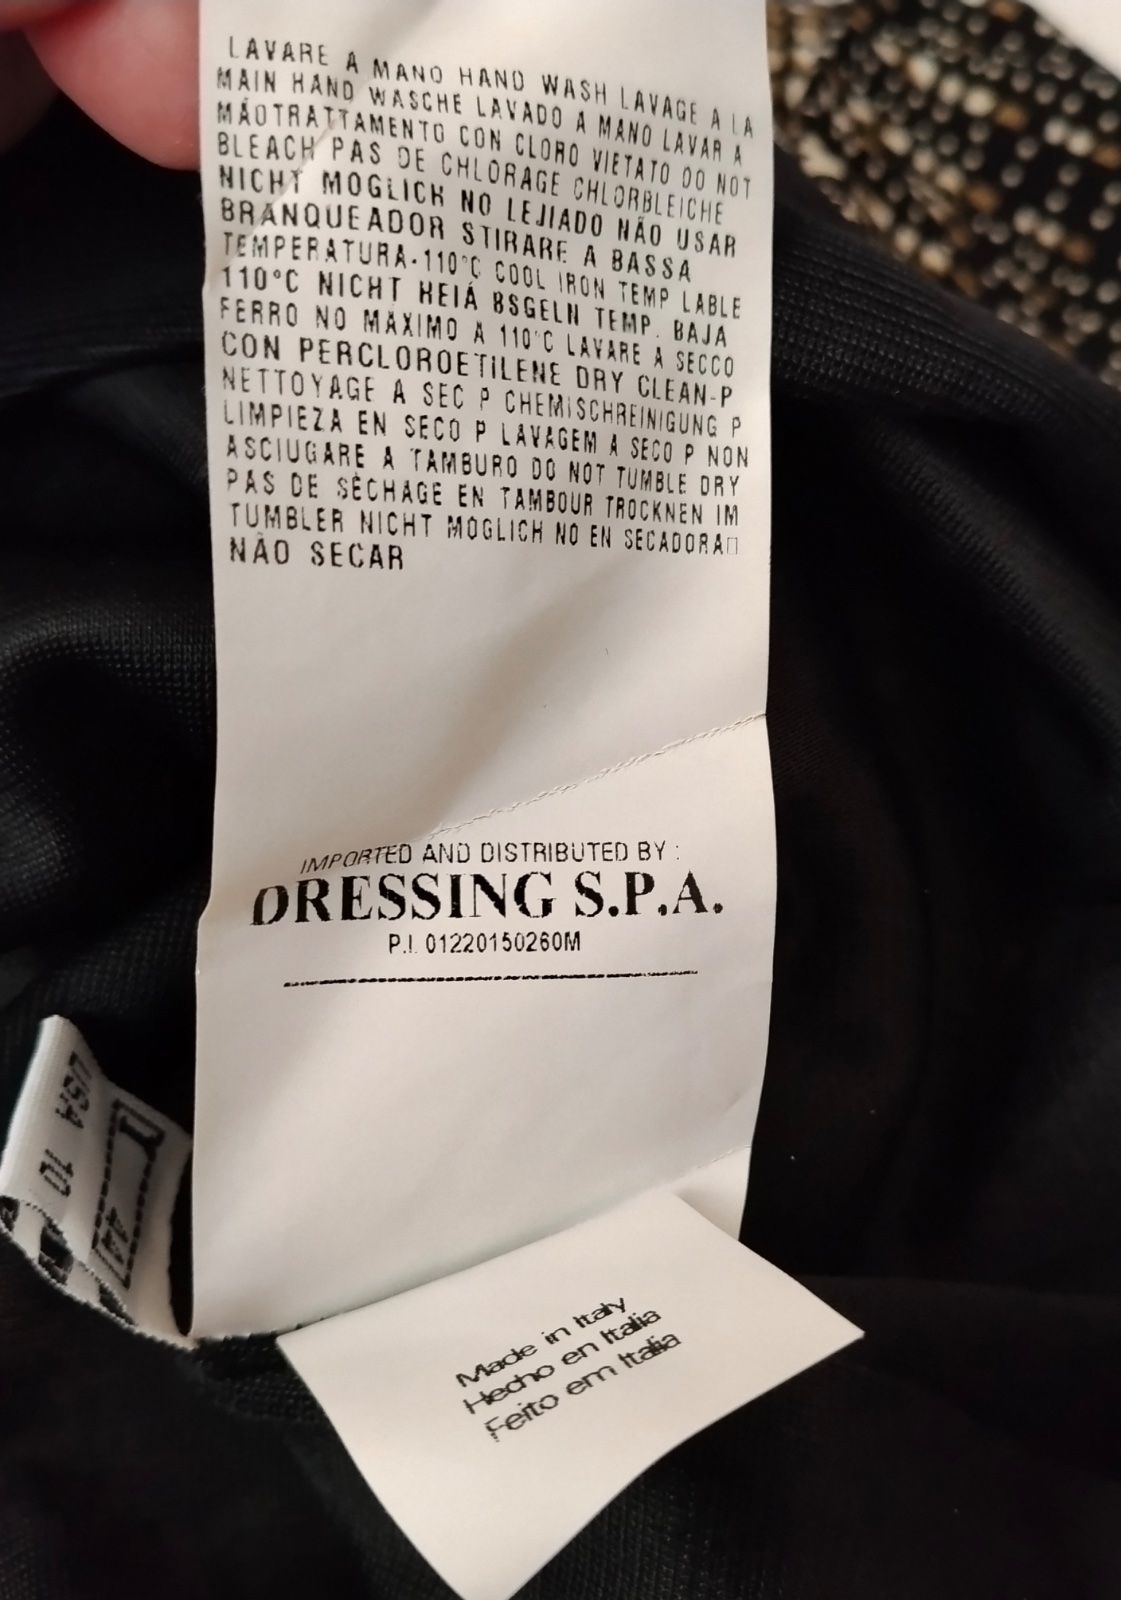 LAVARE A MANO HAND WASH LAVAGE A LA
MAIN HAND WASCHE LAVADO A MANO LAVAR A
MÃOTRATTAMENTO CON CLORO VIETATO DO NOT
BLEACH PAS DE CHLORAGE CHLORBLEICHE
NICHT MOGLICH NO LEJIADO NÃO USAR
BRANQUEADOR STIRARE A BASSA
TEMPERATURA-110°C COOL IRON TEMP LABLE
110°C NICHT HEIÁ BSGELN TEMP. BAJA
FERRO NO MÁXIMO A 110°C LAVARE A SECCO
CON PERCLOROETILENE DRY CLEAN-P
NETTOYAGE A SEC P CHEMISCHREINIGUNG P
LIMPIEZA EN SECO P LAVAGEM A SECO P NON
ASCIUGARE A TAMBURO DO NOT TUMBLE DRY
PAS DE SÈCHAGE EN TAMBOUR TROCKNEN IM
TUMBLER NICHT MOGLICH NO EN SECADORA
NÃO SECAR
IMPORTED AND DISTRIBUTED BY :
DRESSING S.P.A.
P.I. 01220150260M
USA 10
I 44
Made in Italy
Hecho en Italia
Feito em Italia